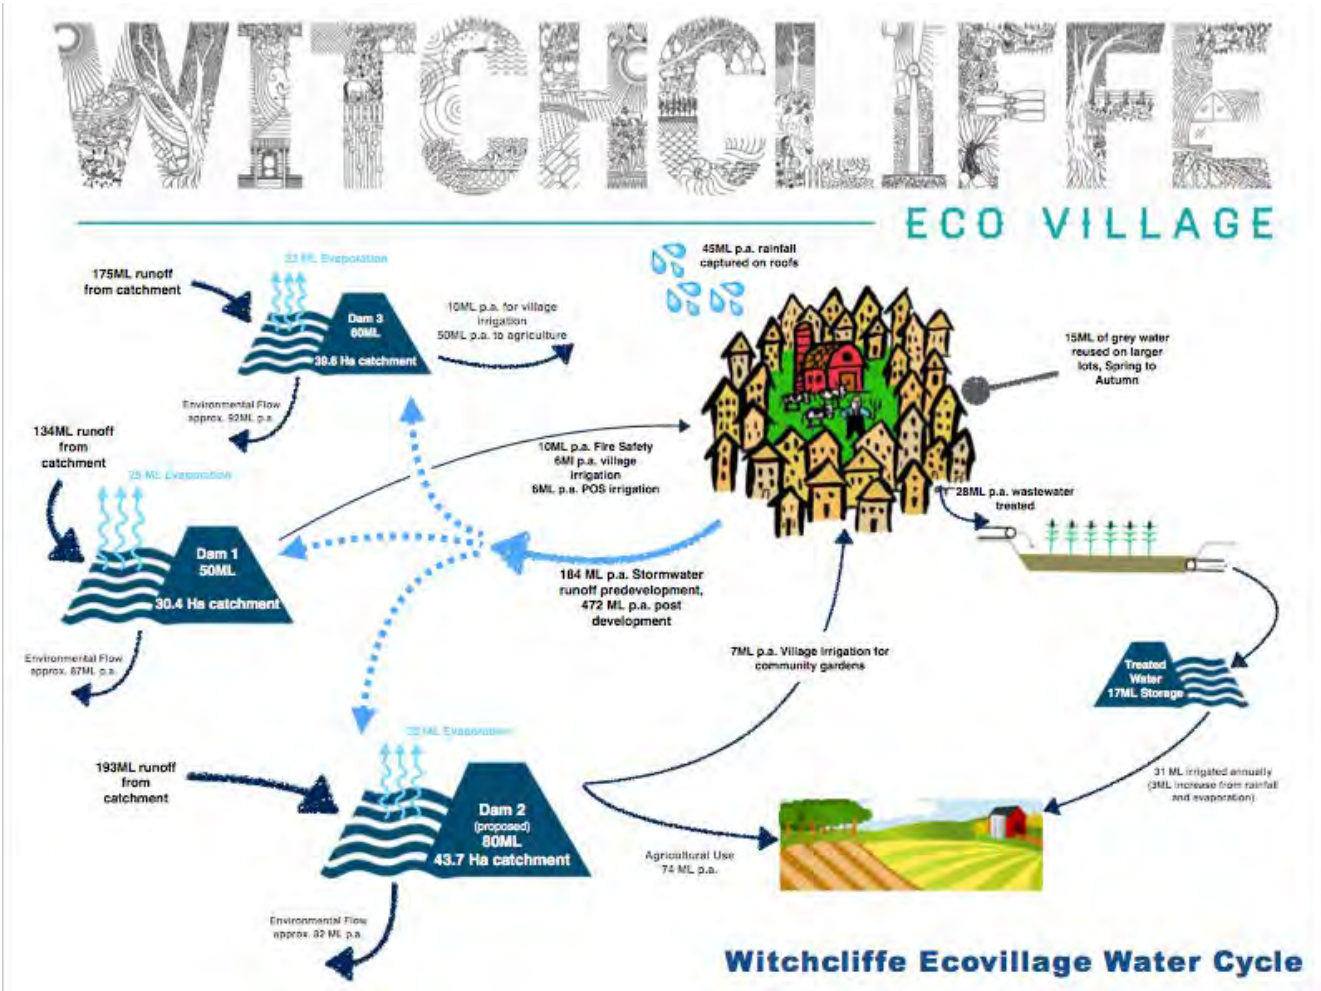 WITCHCLIFFE
ECO VILLAGE
45ML p.a. rainfall
captured on roofs
175ML runoff
from catchment
23 ML Evaporation
Dam 3
60ML
39.6 Ha catchment
10ML p.a. for village
irrigation
50ML p.a. to agriculture
15ML of grey water
reused on larger
lots, Spring to
Autumn
Environmental Flow
approx. 92ML p.a.
134ML runoff
from
catchment
25 ML Evaporation
10ML p.a. Fire Safety
6Ml p.a. village
irrigation
6ML p.a. POS irrigation
28ML p.a. wastewater
treated
Dam 1
50ML
30.4 Ha catchment
184 ML p.a. Stormwater
runoff predevelopment,
472 ML p.a. post
development
Environmental Flow
approx. 87ML p.a.
7ML p.a. Village Irrigation for
community gardens
Treated
Water
17ML Storage
ML Evaporation
193ML runoff
from
catchment
31 ML irrigated annually
(3ML increase from rainfall
and evaporation)
Dam 2
(proposed)
80ML
43.7 Ha catchment
Agricultural Use
74 ML p.a.
Environmental Flow
approx. 82 ML p.a.
Witchcliffe Ecovillage Water Cycle